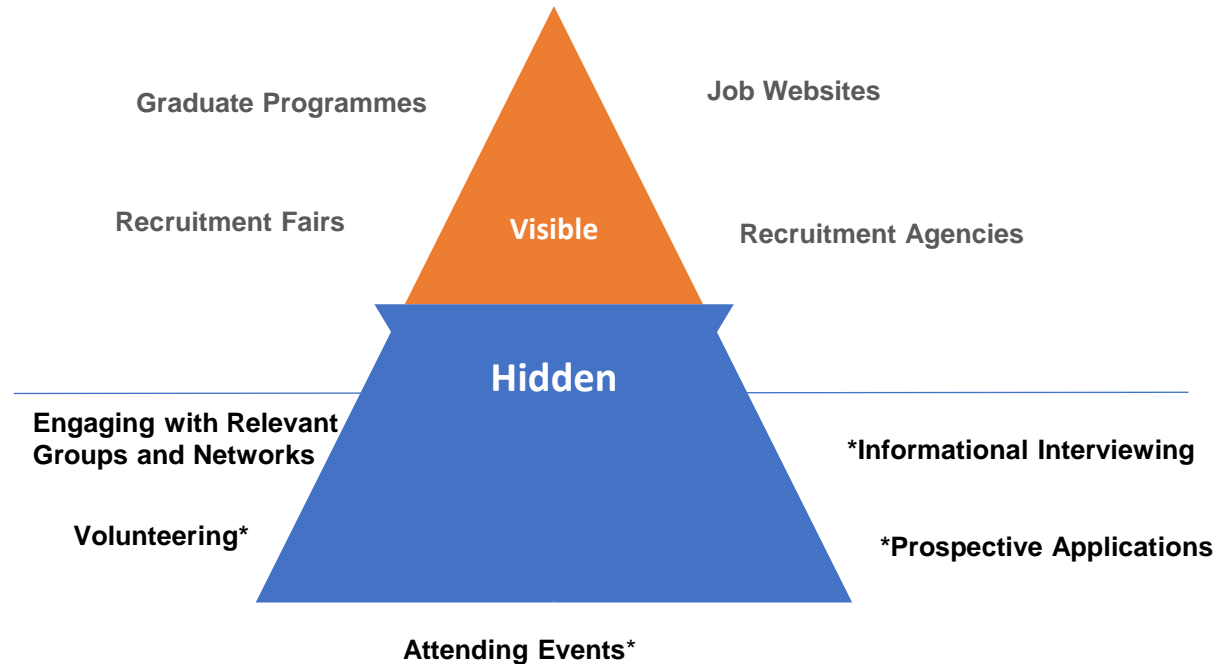 Graduate Programmes
Job Websites
Recruitment Fairs
Visible
Recruitment Agencies
Hidden
Engaging with Relevant
Groups and Networks
*Informational Interviewing
Volunteering*
*Prospective Applications
Attending Events*